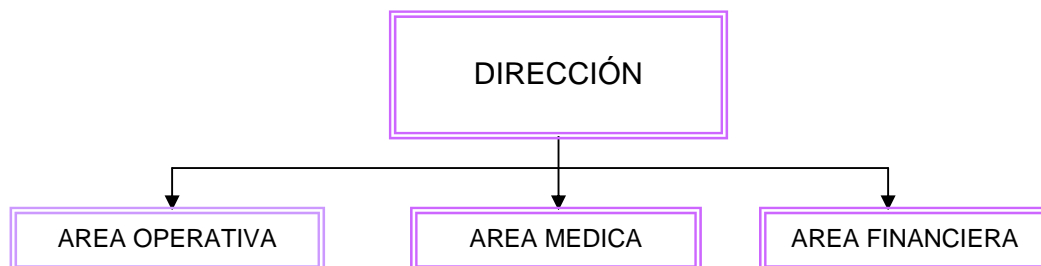 DIRECCIÓN
AREA OPERATIVA
AREA MEDICA
AREA FINANCIERA